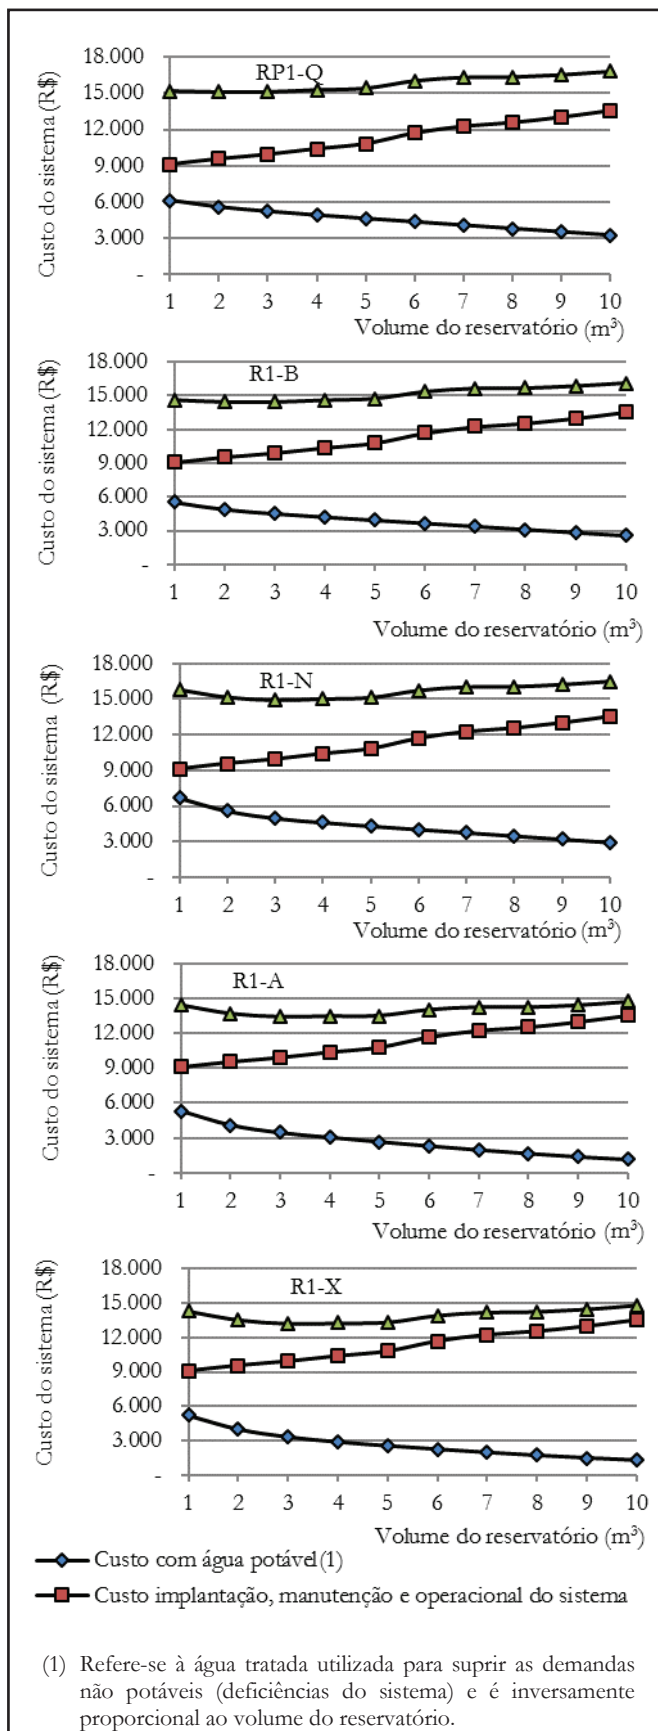 RP1-Q
Custo do sistema (R$)
18.000
15.000
12.000
9.000
6.000
3.000
-
1 2 3 4 5 6 7 8 9 10
Volume do reservatório (m³)
R1-B
Custo do sistema (R$)
18.000
15.000
12.000
9.000
6.000
3.000
-
1 2 3 4 5 6 7 8 9 10
Volume do reservatório (m³)
R1-N
Custo do sistema (R$)
18.000
15.000
12.000
9.000
6.000
3.000
-
1 2 3 4 5 6 7 8 9 10
Volume do reservatório (m³)
R1-A
Custo do sistema (R$)
18.000
15.000
12.000
9.000
6.000
3.000
-
1 2 3 4 5 6 7 8 9 10
Volume do reservatório (m³)
R1-X
Custo do sistema (R$)
18.000
15.000
12.000
9.000
6.000
3.000
-
1 2 3 4 5 6 7 8 9 10
Volume do reservatório (m³)
Custo com água potável(1)
Custo implantação, manutenção e operacional do sistema
(1) Refere-se à água tratada utilizada para suprir as demandas
não potáveis (deficiências do sistema) e é inversamente
proporcional ao volume do reservatório.